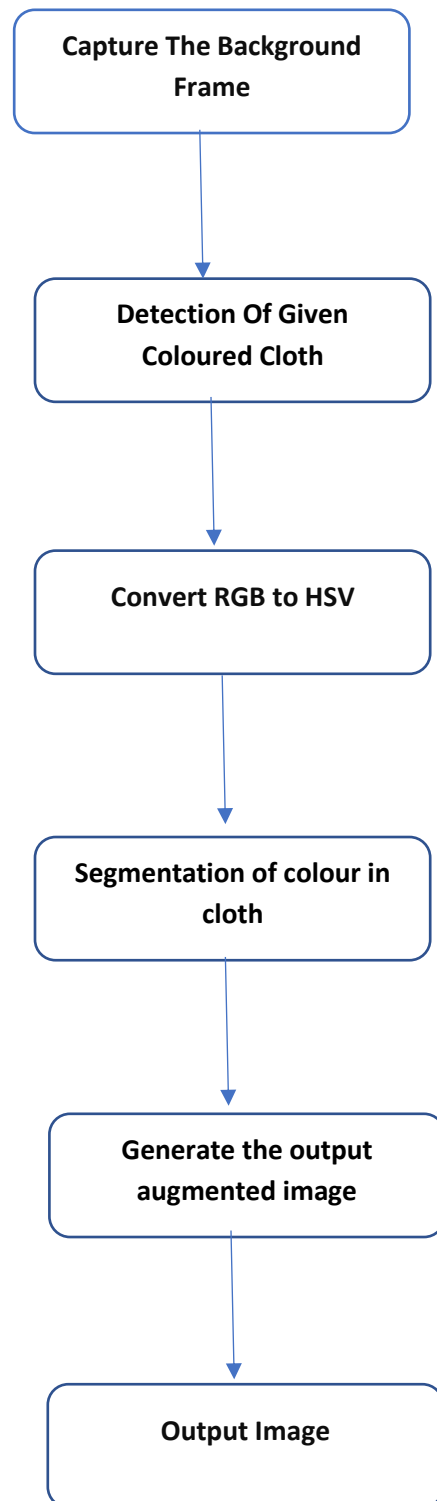 Capture The Background
Frame
Detection Of Given
Coloured Cloth
Convert RGB to HSV
Segmentation of colour in
cloth
Generate the output
augmented image
Output Image